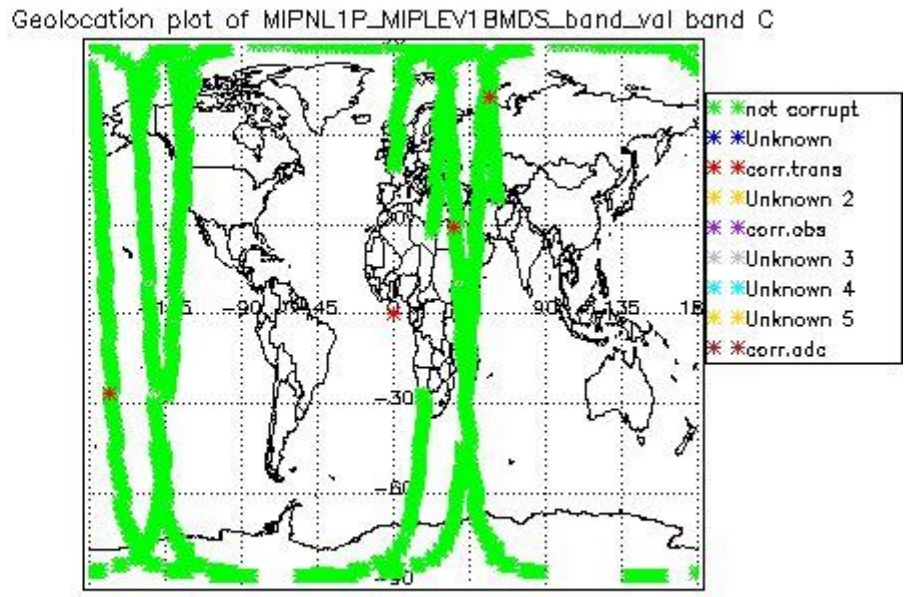 Geolocation plot of MIPNL1P_MIPLEV1BMDS_band_val band C
not corrupt
Unknown
corr.trans
Unknown 2
corr.obs
Unknown 3
Unknown 4
Unknown 5
corr.adc
-90
-45
90
135
-30
-60
-90